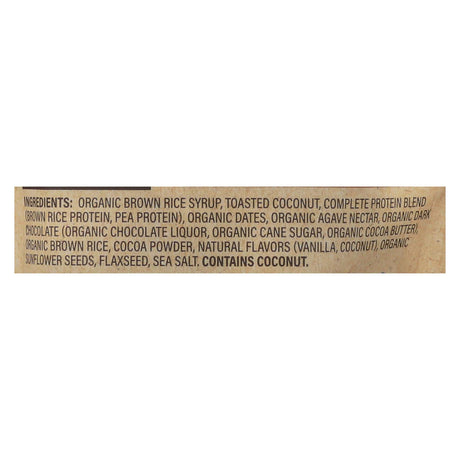 INGREDIENTS: ORGANIC BROWN RICE SYRUP, TOASTED COCONUT, COMPLETE PROTEIN BLEND
(BROWN RICE PROTEIN, PEA PROTEIN), ORGANIC DATES, ORGANIC AGAVE NECTAR, ORGANIC DARK
CHOCOLATE (ORGANIC CHOCOLATE LIQUOR, ORGANIC CANE SUGAR, ORGANIC COCOA BUTTER),
ORGANIC BROWN RICE, COCOA POWDER, NATURAL FLAVORS (VANILLA, COCONUT), ORGANIC
SUNFLOWER SEEDS, FLAXSEED, SEA SALT. CONTAINS COCONUT.